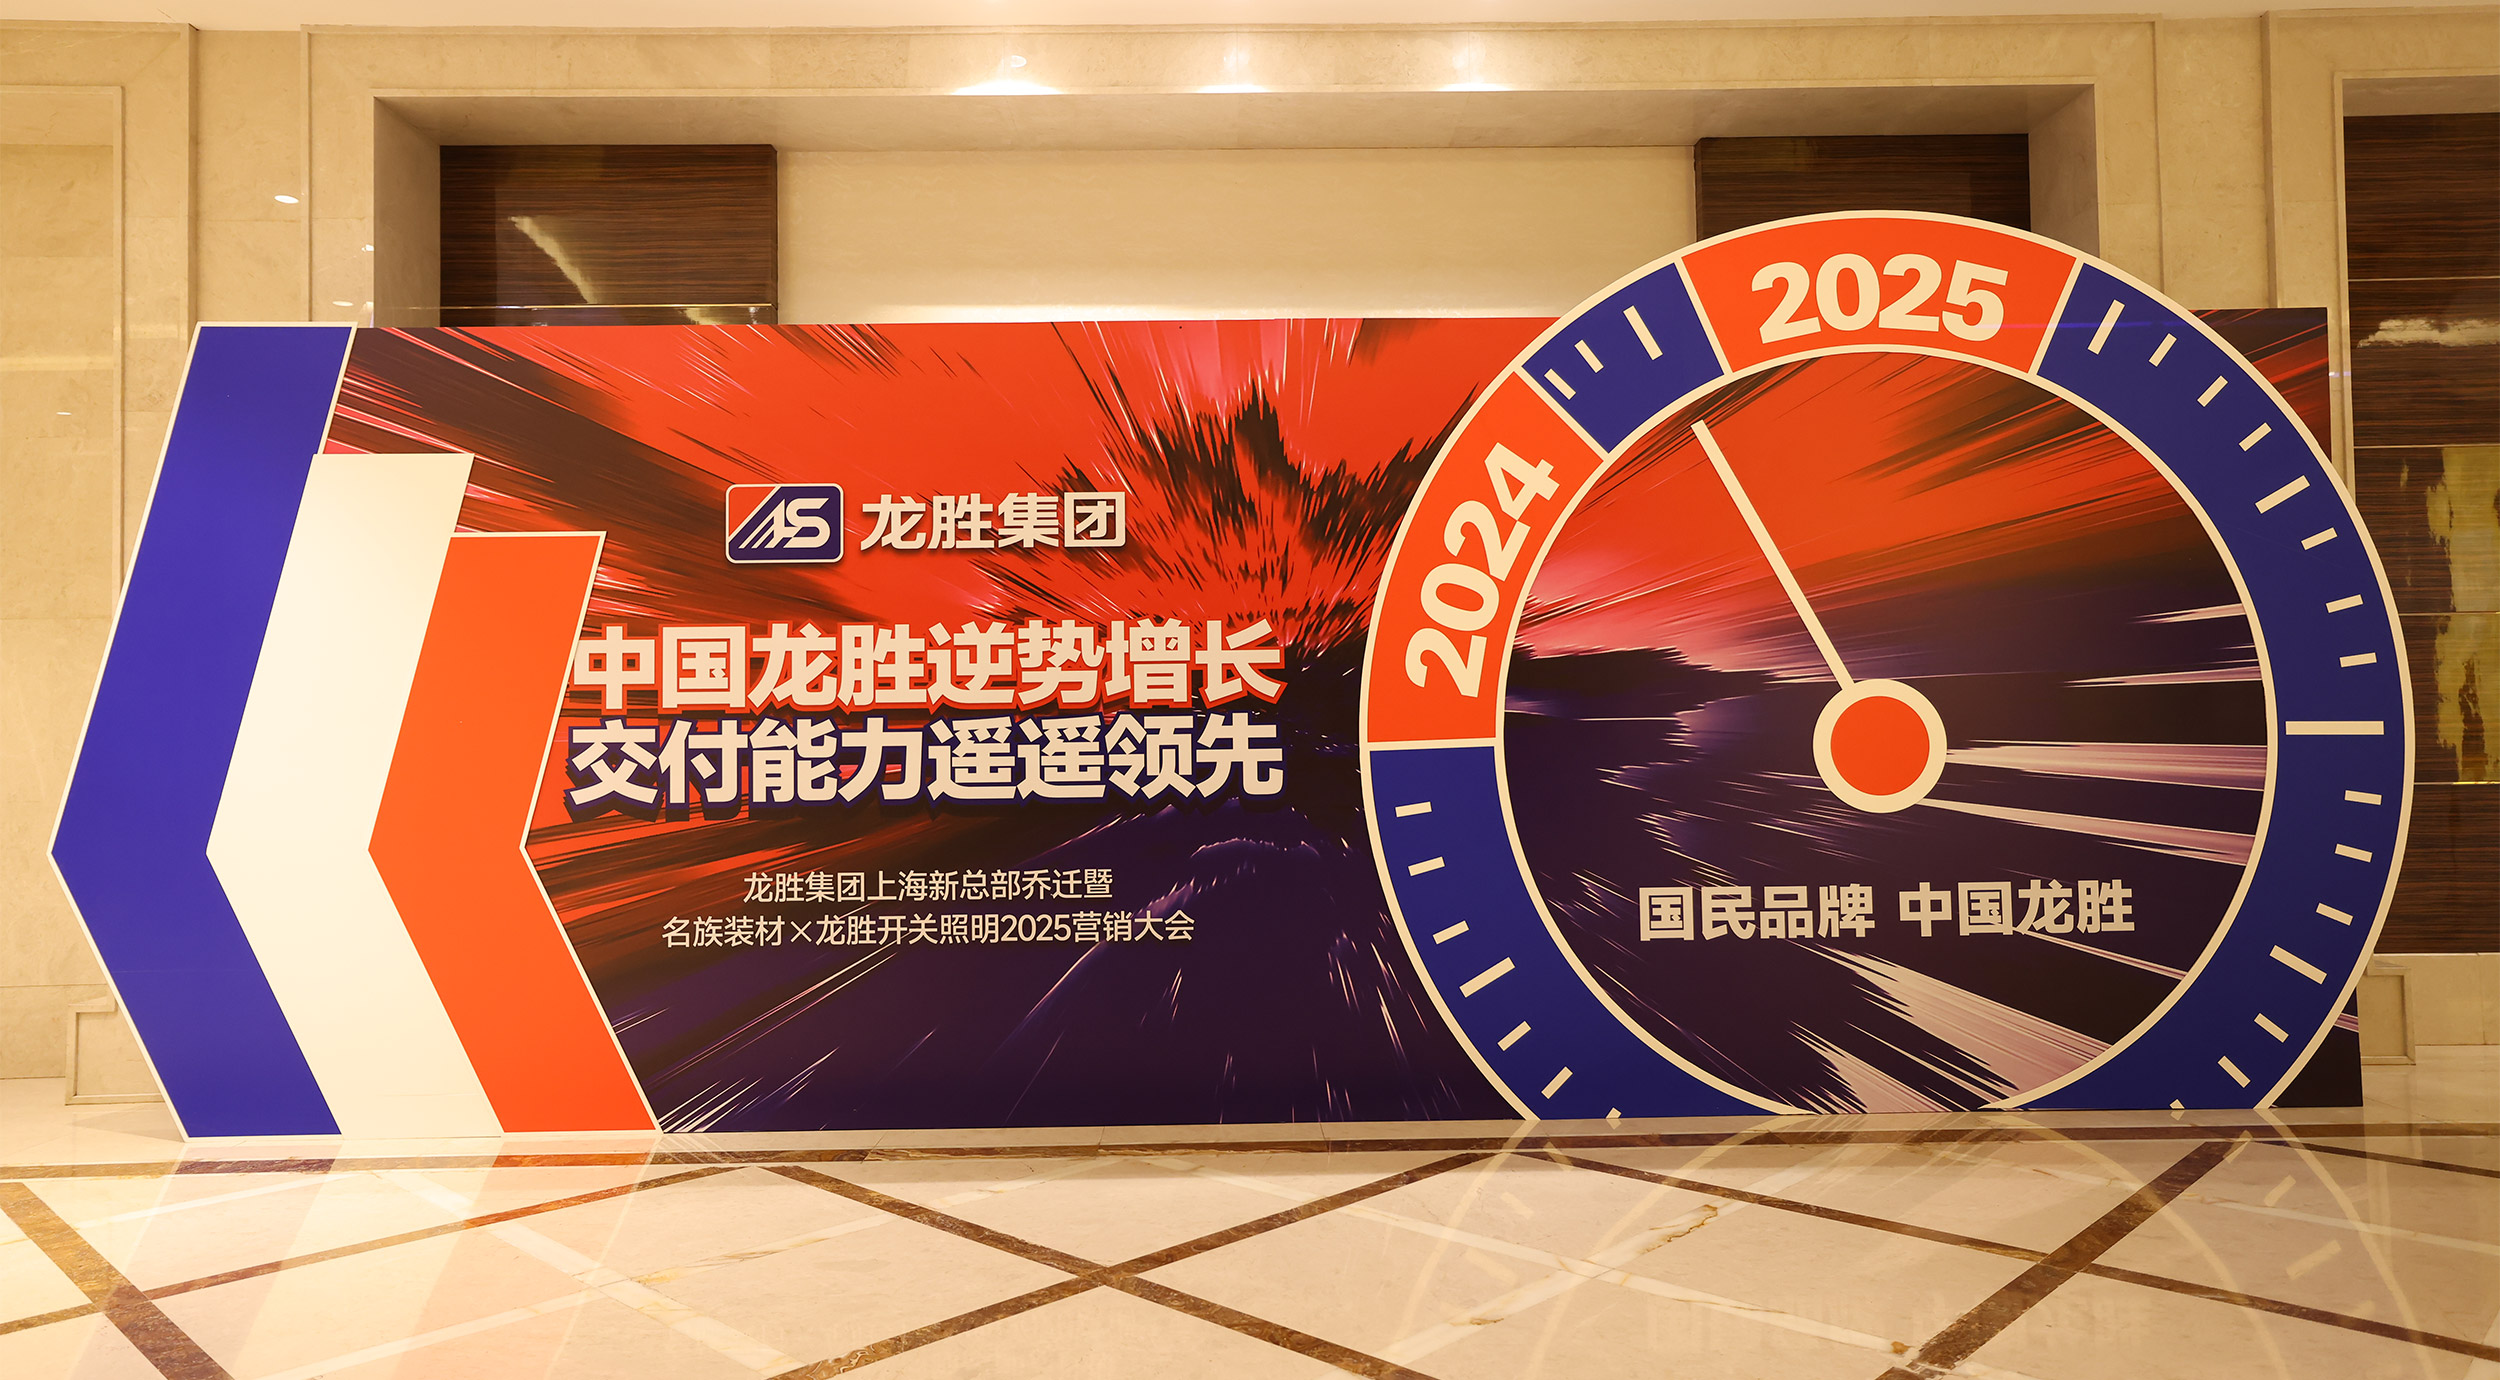 LS 龙胜集团
中国龙胜逆势增长
交付能力遥遥领先
龙胜集团上海新总部乔迁暨
名族装材×龙胜开关照明2025营销大会
2024
2025
国民品牌 中国龙胜